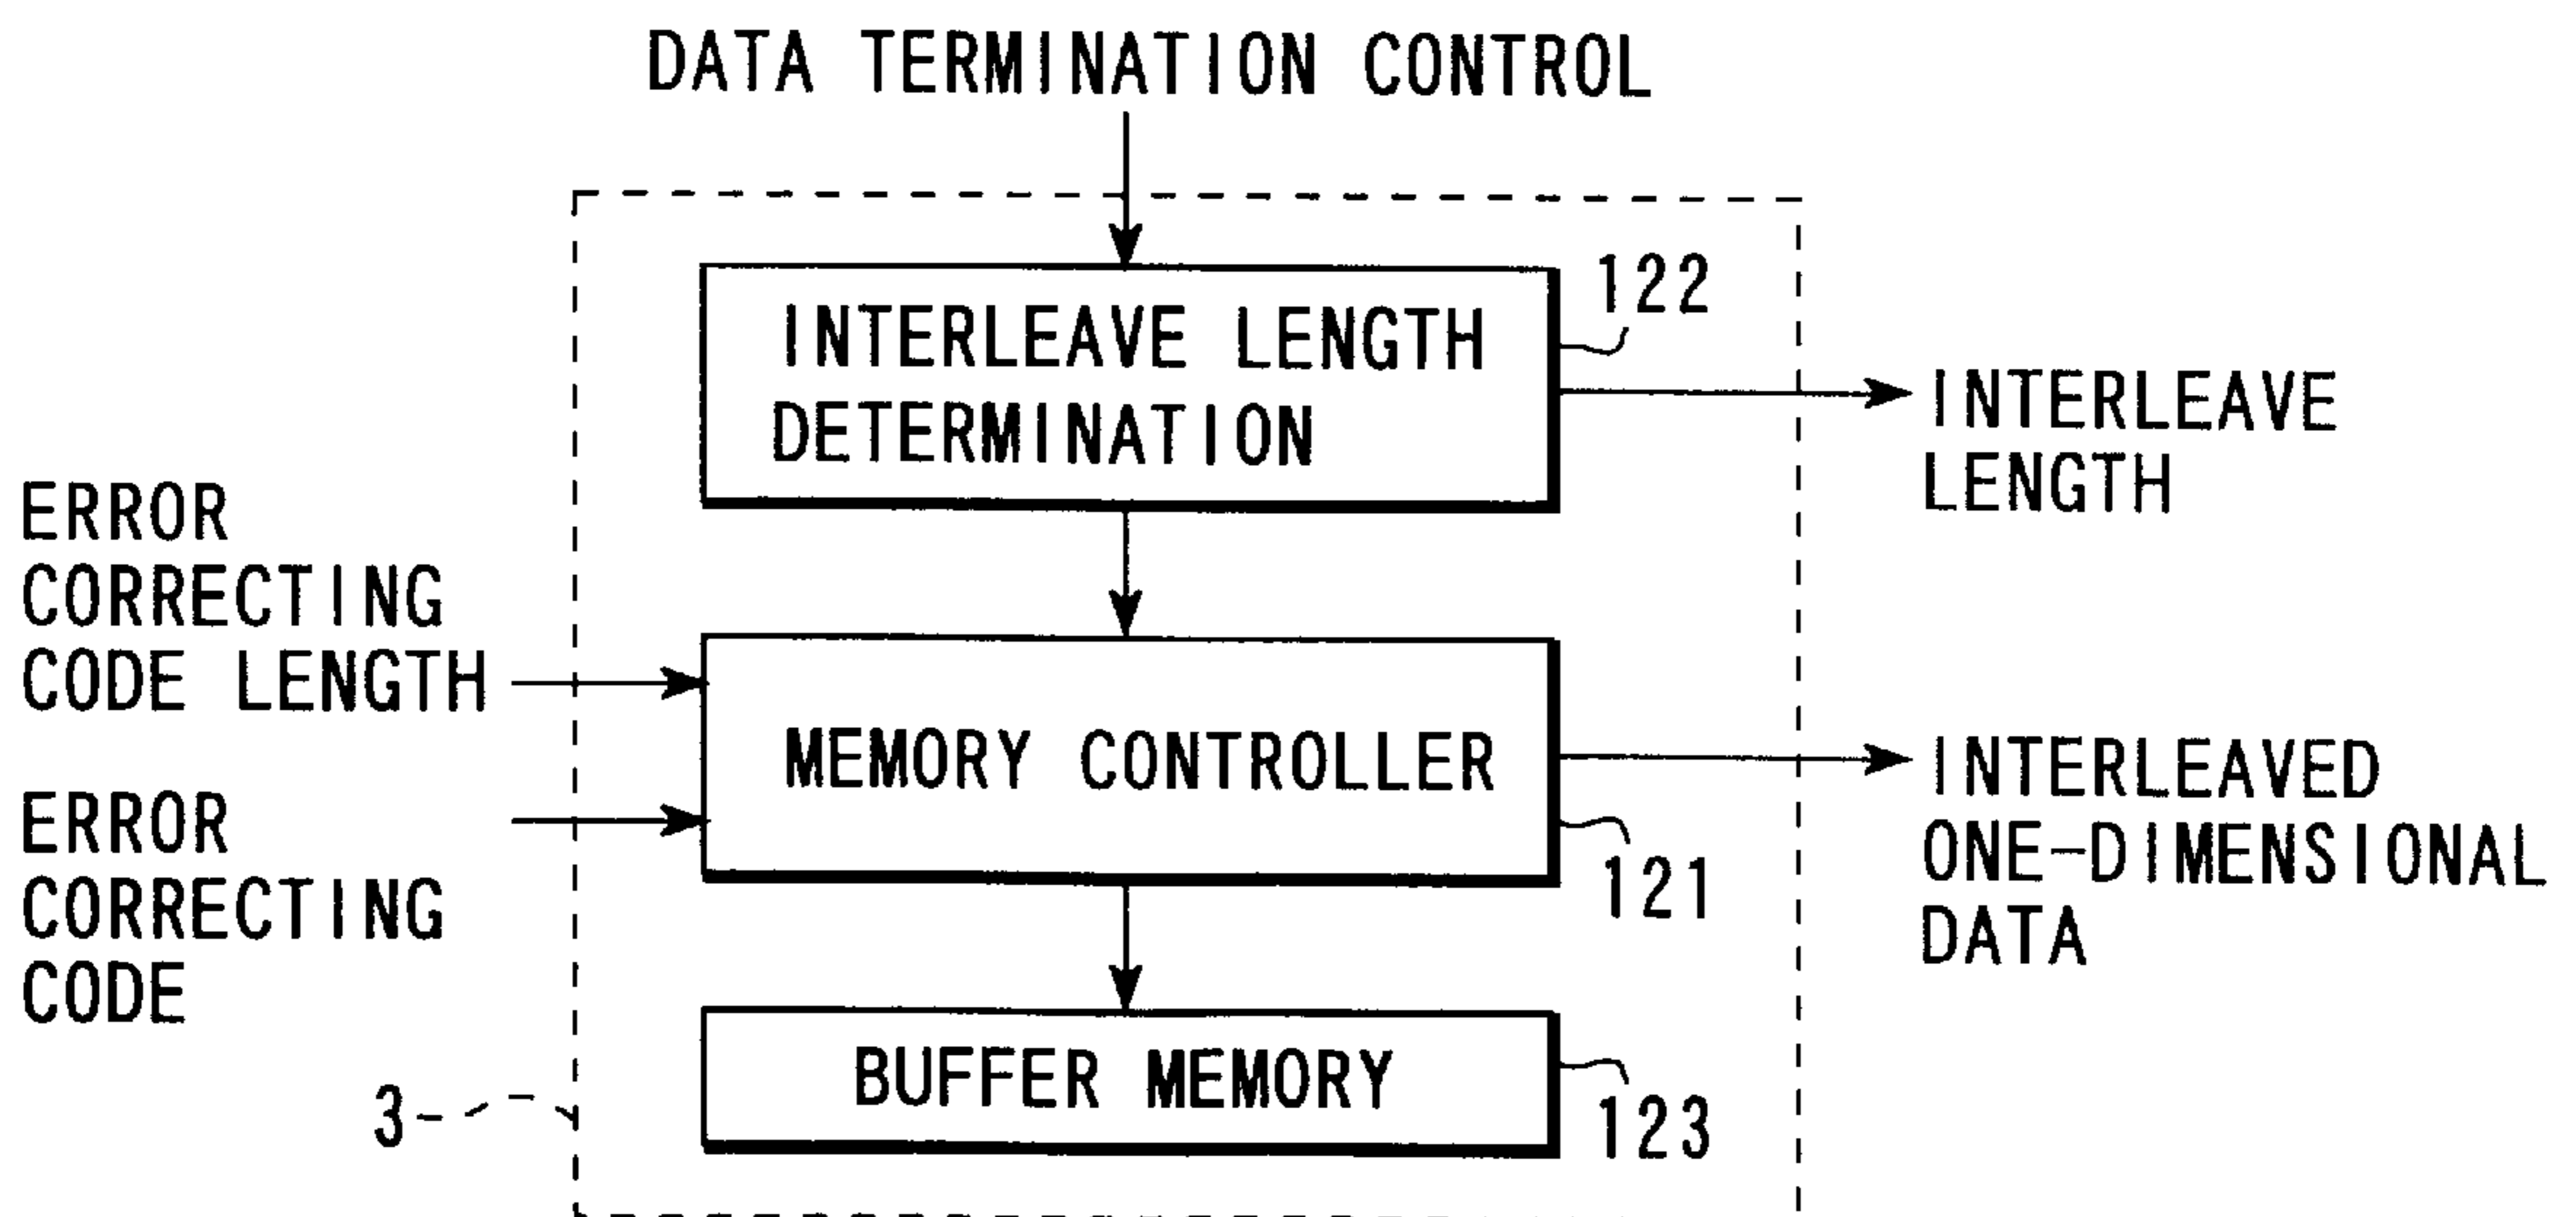 DATA TERMINATION CONTROL
122
INTERLEAVE LENGTH
DETERMINATION
INTERLEAVE
LENGTH
ERROR
CORRECTING
CODE LENGTH
MEMORY CONTROLLER
121
INTERLEAVED
ONE-DIMENSIONAL
DATA
ERROR
CORRECTING
CODE
BUFFER MEMORY
123
3